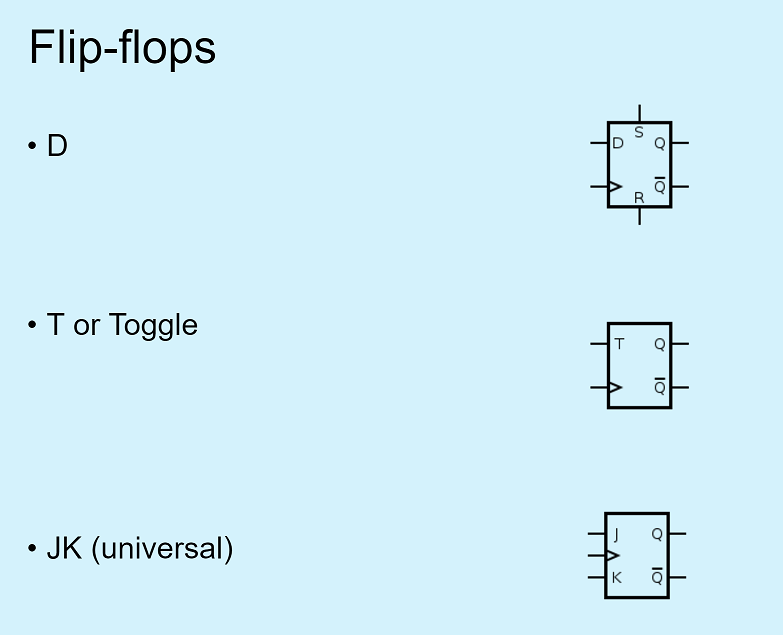 Flip-flops
• D
S
D Q
Q̅
R
• T or Toggle
T Q
Q̅
• JK (universal)
J Q
K Q̅